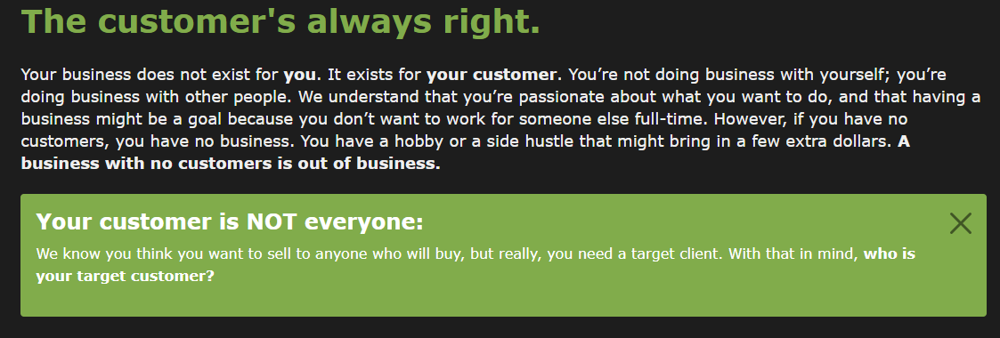 The customer's always right.
Your business does not exist for you. It exists for your customer. You’re not doing business with yourself; you’re
doing business with other people. We understand that you’re passionate about what you want to do, and that having a
business might be a goal because you don’t want to work for someone else full-time. However, if you have no
customers, you have no business. You have a hobby or a side hustle that might bring in a few extra dollars. A
business with no customers is out of business.
Your customer is NOT everyone:
We know you think you want to sell to anyone who will buy, but really, you need a target client. With that in mind, who is
your target customer?